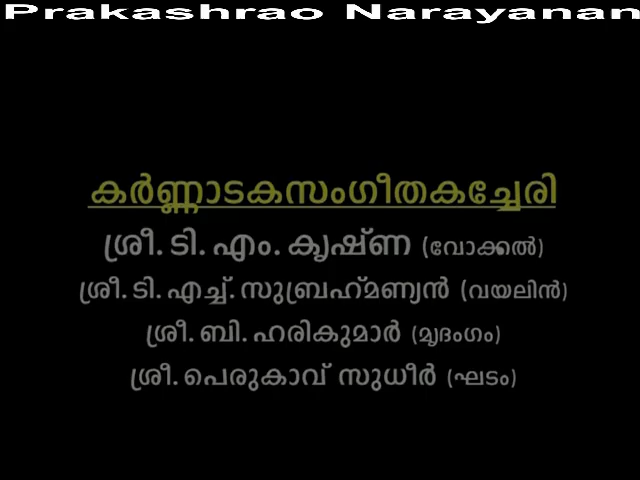 Prakashrao Narayanan
കർണ്ണാടകസംഗീതകച്ചേരി
ശ്രീ. ടി. എം. കൃഷ്ണ (വോക്കൽ)
ശ്രീ. ടി. എച്ച്. സുബ്രഹ്മണ്യൻ (വയലിൻ)
ശ്രീ. ബി. ഹരികുമാർ (മൃദംഗം)
ശ്രീ. പെരുകാവ് സുധീർ (ഘടം)